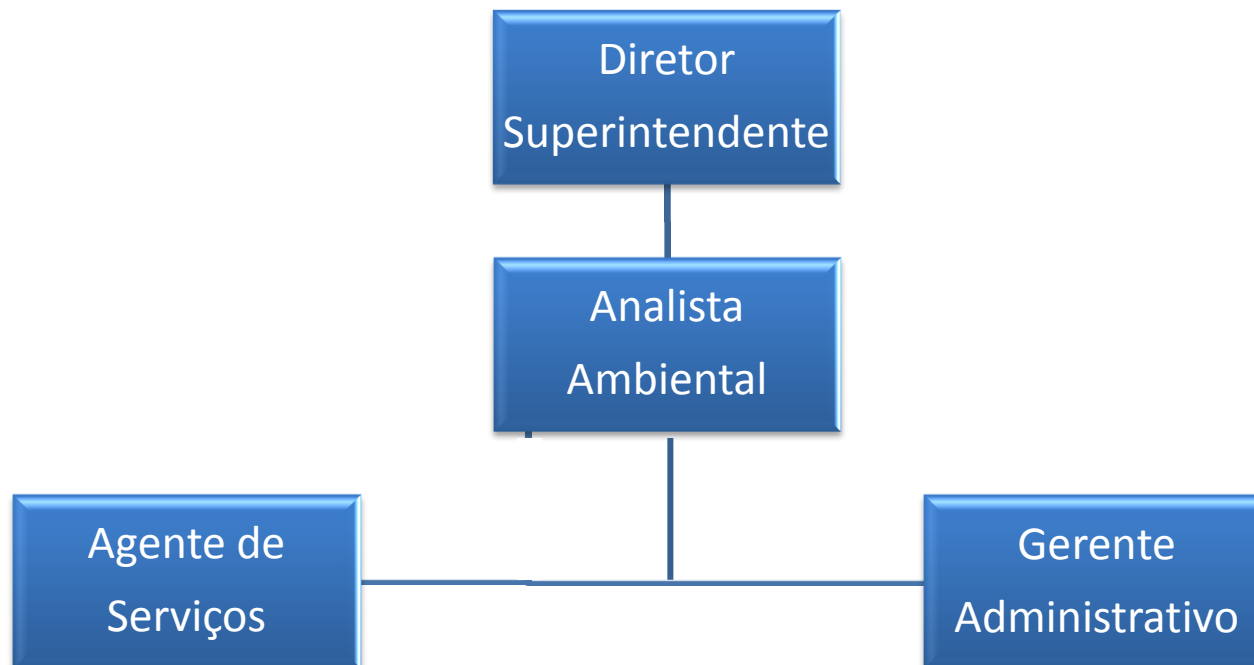 Diretor
Superintendente
Analista
Ambiental
Agente de
Serviços
Gerente
Administrativo